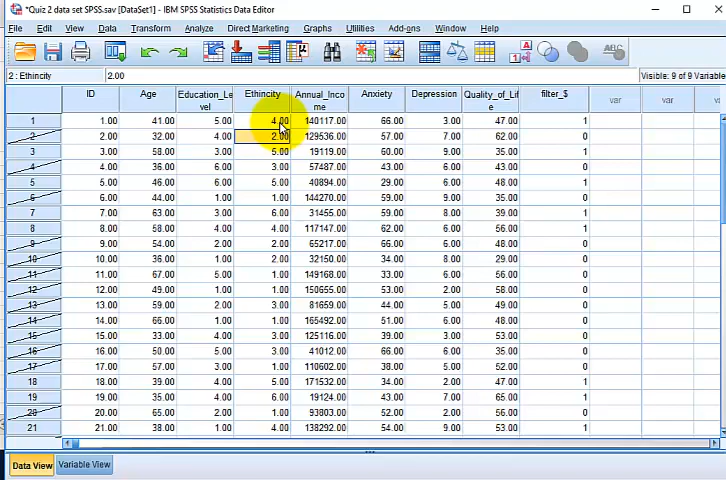 *Quiz 2 data set SPSS.sav [DataSet1] - IBM SPSS Statistics Data Editor
File Edit View Data Transform Analyze Direct Marketing Graphs Utilities Add-ons Window Help
2 : Ethincity 2.00 Visible: 9 of 9 Variable
ID Age Education_Le vel Ethincity Annual_Inco me Anxiety Depression Quality_of_Lif e filter_$ var var va
1 1.00 41.00 5.00 4.00 140117.00 66.00 3.00 47.00 1
2 2.00 32.00 4.00 2.00 129536.00 57.00 7.00 62.00 0
3 3.00 58.00 3.00 5.00 19119.00 60.00 9.00 35.00 1
4 4.00 36.00 6.00 3.00 57487.00 43.00 6.00 43.00 0
5 5.00 46.00 6.00 5.00 40894.00 29.00 6.00 48.00 1
6 6.00 44.00 1.00 1.00 144270.00 59.00 9.00 35.00 0
7 7.00 63.00 3.00 6.00 31455.00 59.00 8.00 39.00 1
8 8.00 58.00 4.00 4.00 117147.00 62.00 6.00 56.00 1
9 9.00 54.00 2.00 2.00 65217.00 66.00 6.00 48.00 0
10 10.00 36.00 1.00 2.00 32150.00 34.00 8.00 29.00 0
11 11.00 67.00 5.00 1.00 149168.00 33.00 6.00 56.00 0
12 12.00 49.00 1.00 1.00 150655.00 53.00 2.00 58.00 0
13 13.00 59.00 2.00 3.00 81659.00 44.00 5.00 49.00 0
14 14.00 66.00 1.00 1.00 165492.00 51.00 6.00 48.00 0
15 15.00 33.00 4.00 3.00 125116.00 39.00 3.00 53.00 0
16 16.00 50.00 5.00 3.00 41012.00 66.00 6.00 35.00 0
17 17.00 57.00 3.00 1.00 110602.00 38.00 5.00 52.00 0
18 18.00 39.00 4.00 5.00 171532.00 34.00 2.00 47.00 1
19 19.00 35.00 4.00 6.00 19124.00 43.00 7.00 65.00 1
20 20.00 65.00 2.00 1.00 93803.00 52.00 2.00 56.00 0
21 21.00 38.00 1.00 4.00 138292.00 54.00 9.00 53.00 1
Data View Variable View